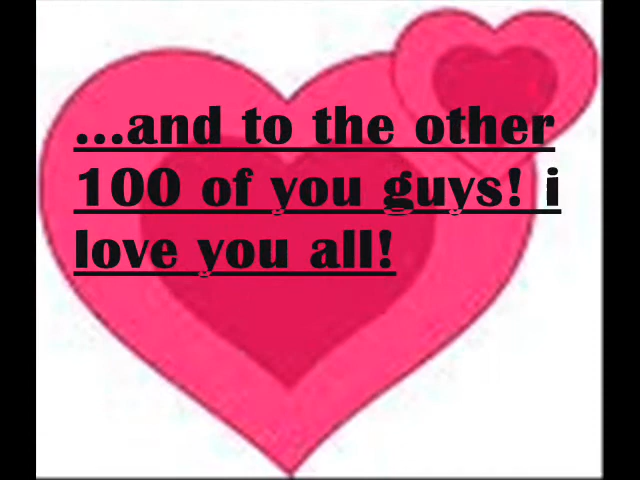 ...and to the other
100 of you guys! i
love you all!